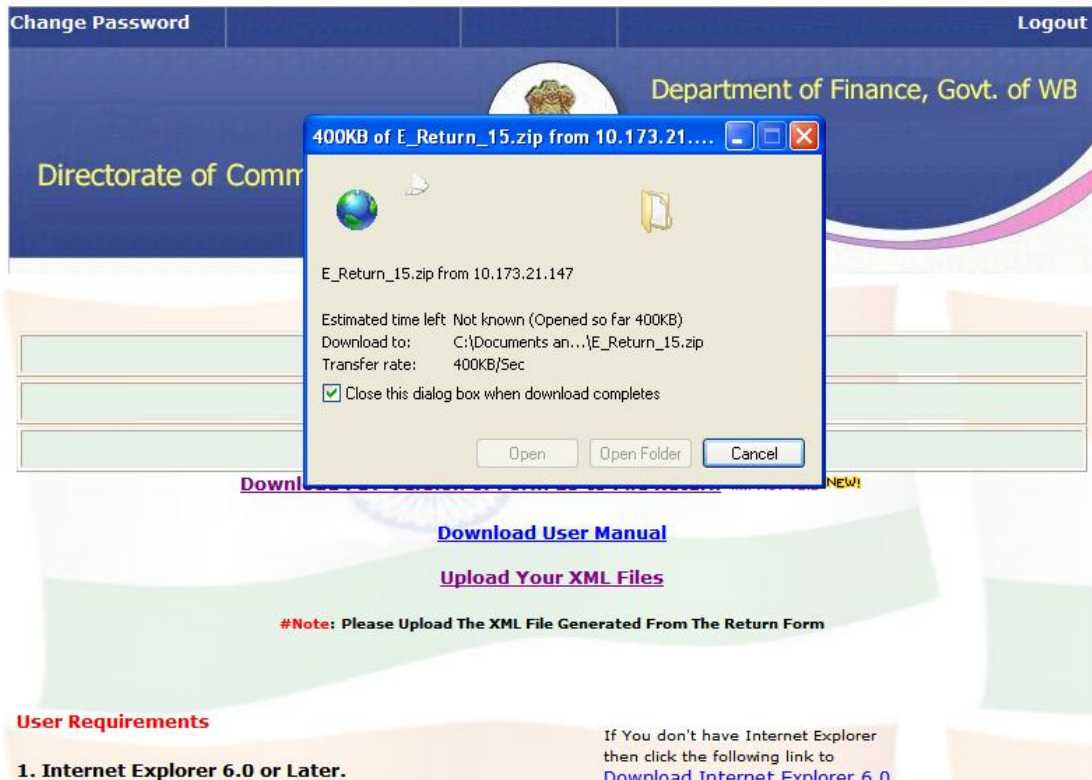 Change Password
Logout
Department of Finance, Govt. of WB
Directorate of Comm
400KB of E_Return_15.zip from 10.173.21....
E_Return_15.zip from 10.173.21.147
Estimated time left Not known (Opened so far 400KB)
Download to: C:\Documents an...\E_Return_15.zip
Transfer rate: 400KB/Sec
Close this dialog box when download completes
Open
Open Folder
Cancel
NEW!
Download User Manual
Upload Your XML Files
#Note: Please Upload The XML File Generated From The Return Form
User Requirements
1. Internet Explorer 6.0 or Later.
If You don't have Internet Explorer
then click the following link to
Download Internet Explorer 6.0